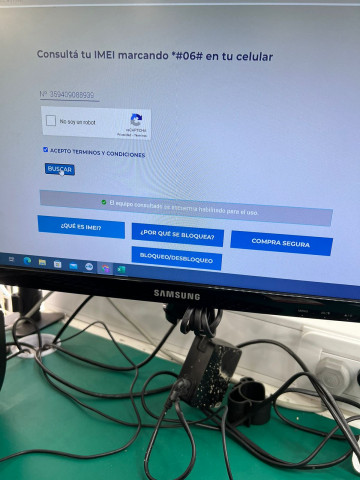 Consultá tu IMEI marcando *#06# en tu celular
No soy un robot
reCAPTCHA
ACEPTO TERMINOS Y CONDICIONES
BUSCAR
El equipo consultado se encuentra habilitado para el uso.
¿QUÉ ES IMEI?
¿POR QUÉ SE BLOQUEA?
COMPRA SEGURA
BLOQUEO/DESBLOQUEO
SAMSUNG